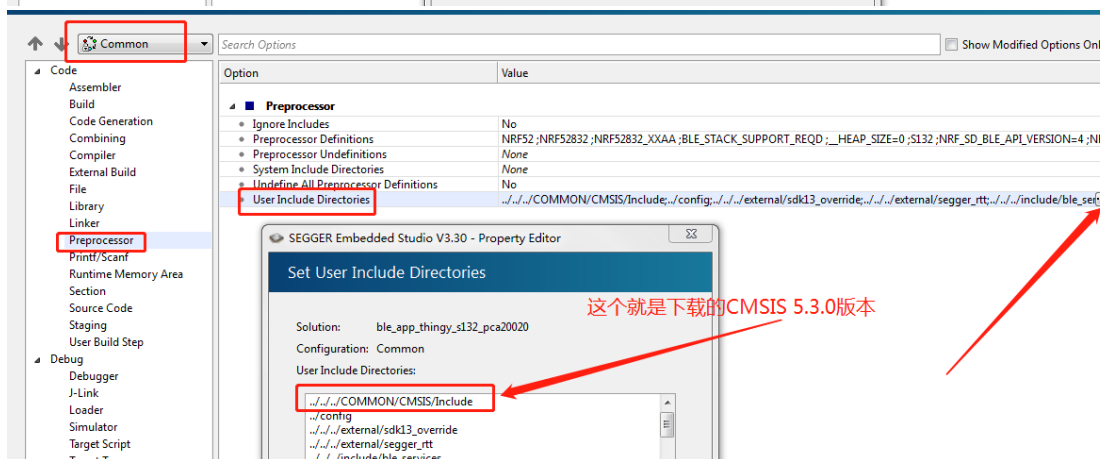 Common
Search Options
Show Modified Options Onl
Code
Assembler
Build
Code Generation
Combining
Compiler
External Build
File
Library
Linker
Preprocessor
Printf/Scanf
Runtime Memory Area
Section
Source Code
Staging
User Build Step
Debug
Debugger
J-Link
Loader
Simulator
Target Script
Option Value
Preprocessor
Ignore Includes No
Preprocessor Definitions NRF52 ;NRF52832 ;NRF52832_XXAA ;BLE_STACK_SUPPORT_REQD ;__HEAP_SIZE=0 ;S132 ;NRF_SD_BLE_API_VERSION=4 ;N
Preprocessor Undefinitions None
System Include Directories None
Undefine All Preprocessor Definitions No
User Include Directories ../../../COMMON/CMSIS/Include;../config;../../../external/sdk13_override;../../../external/segger_rtt;../../../include/ble_ser
SEGGER Embedded Studio V3.30 - Property Editor
Set User Include Directories
这个就是下载的CMSIS 5.3.0版本
Solution: ble_app_thingy_s132_pca20020
Configuration: Common
User Include Directories:
../../../COMMON/CMSIS/Include
../config
../../../external/sdk13_override
../../../external/segger_rtt
../../../include/ble_services